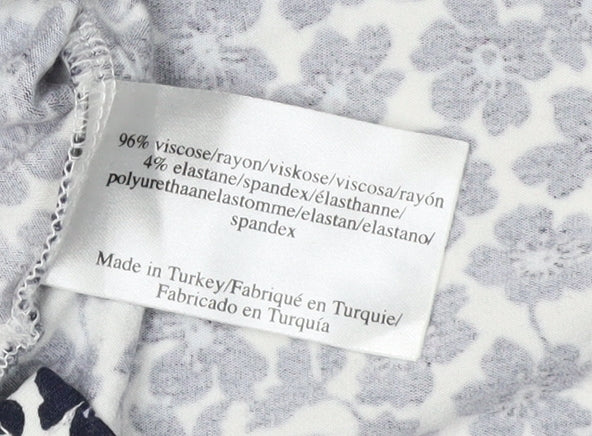 96% viscose/rayon/viskose/viscosa/rayón
4% elastane/spandex/élasthanne/
polyurethaanelastomme/elastan/elastano/
spandex
Made in Turkey/Fabriqué en Turquie/
Fabricado en Turquía